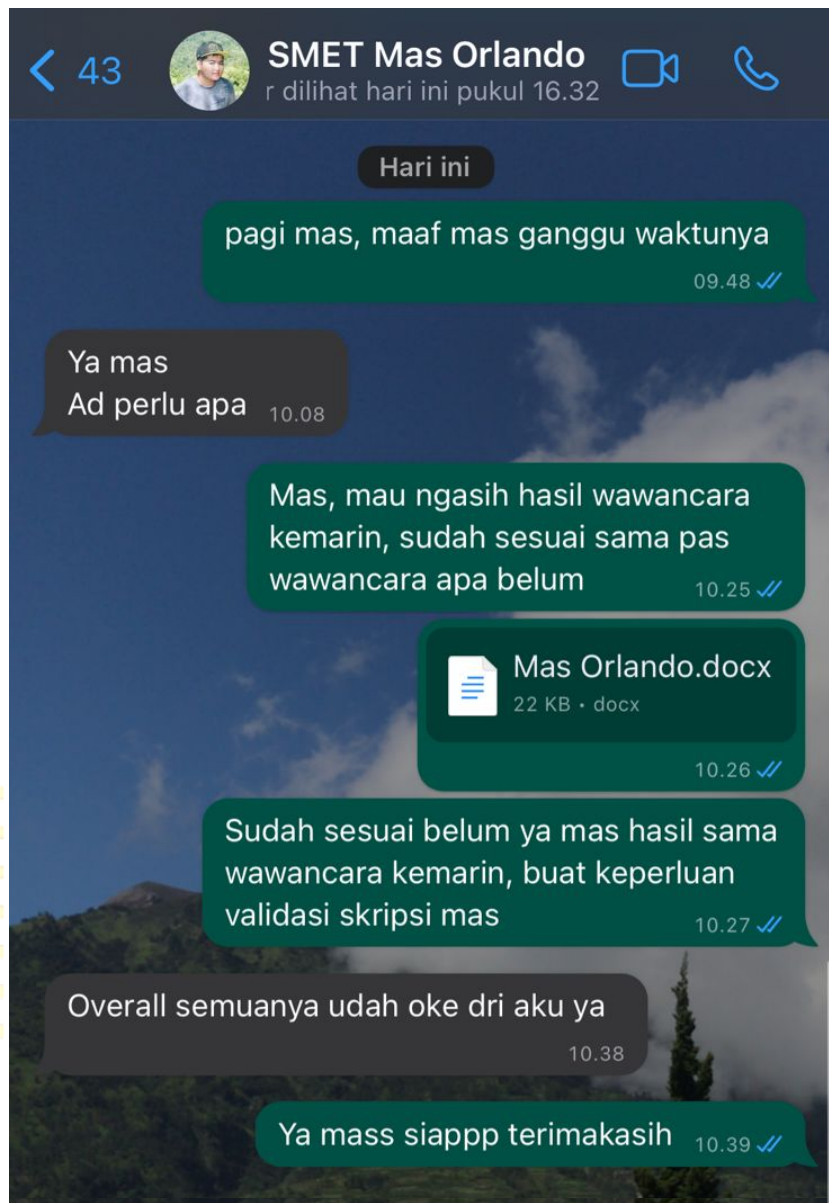 43
SMET Mas Orlando
r dilihat hari ini pukul 16.32
Hari ini
pagi mas, maaf mas ganggu waktunya
09.48
Ya mas
Ad perlu apa 10.08
Mas, mau ngasih hasil wawancara
kemarin, sudah sesuai sama pas
wawancara apa belum 10.25
Mas Orlando.docx
22 KB • docx
10.26
Sudah sesuai belum ya mas hasil sama
wawancara kemarin, buat keperluan
validasi skripsi mas 10.27
Overall semuanya udah oke dri aku ya
10.38
Ya mass siappp terimakasih 10.39